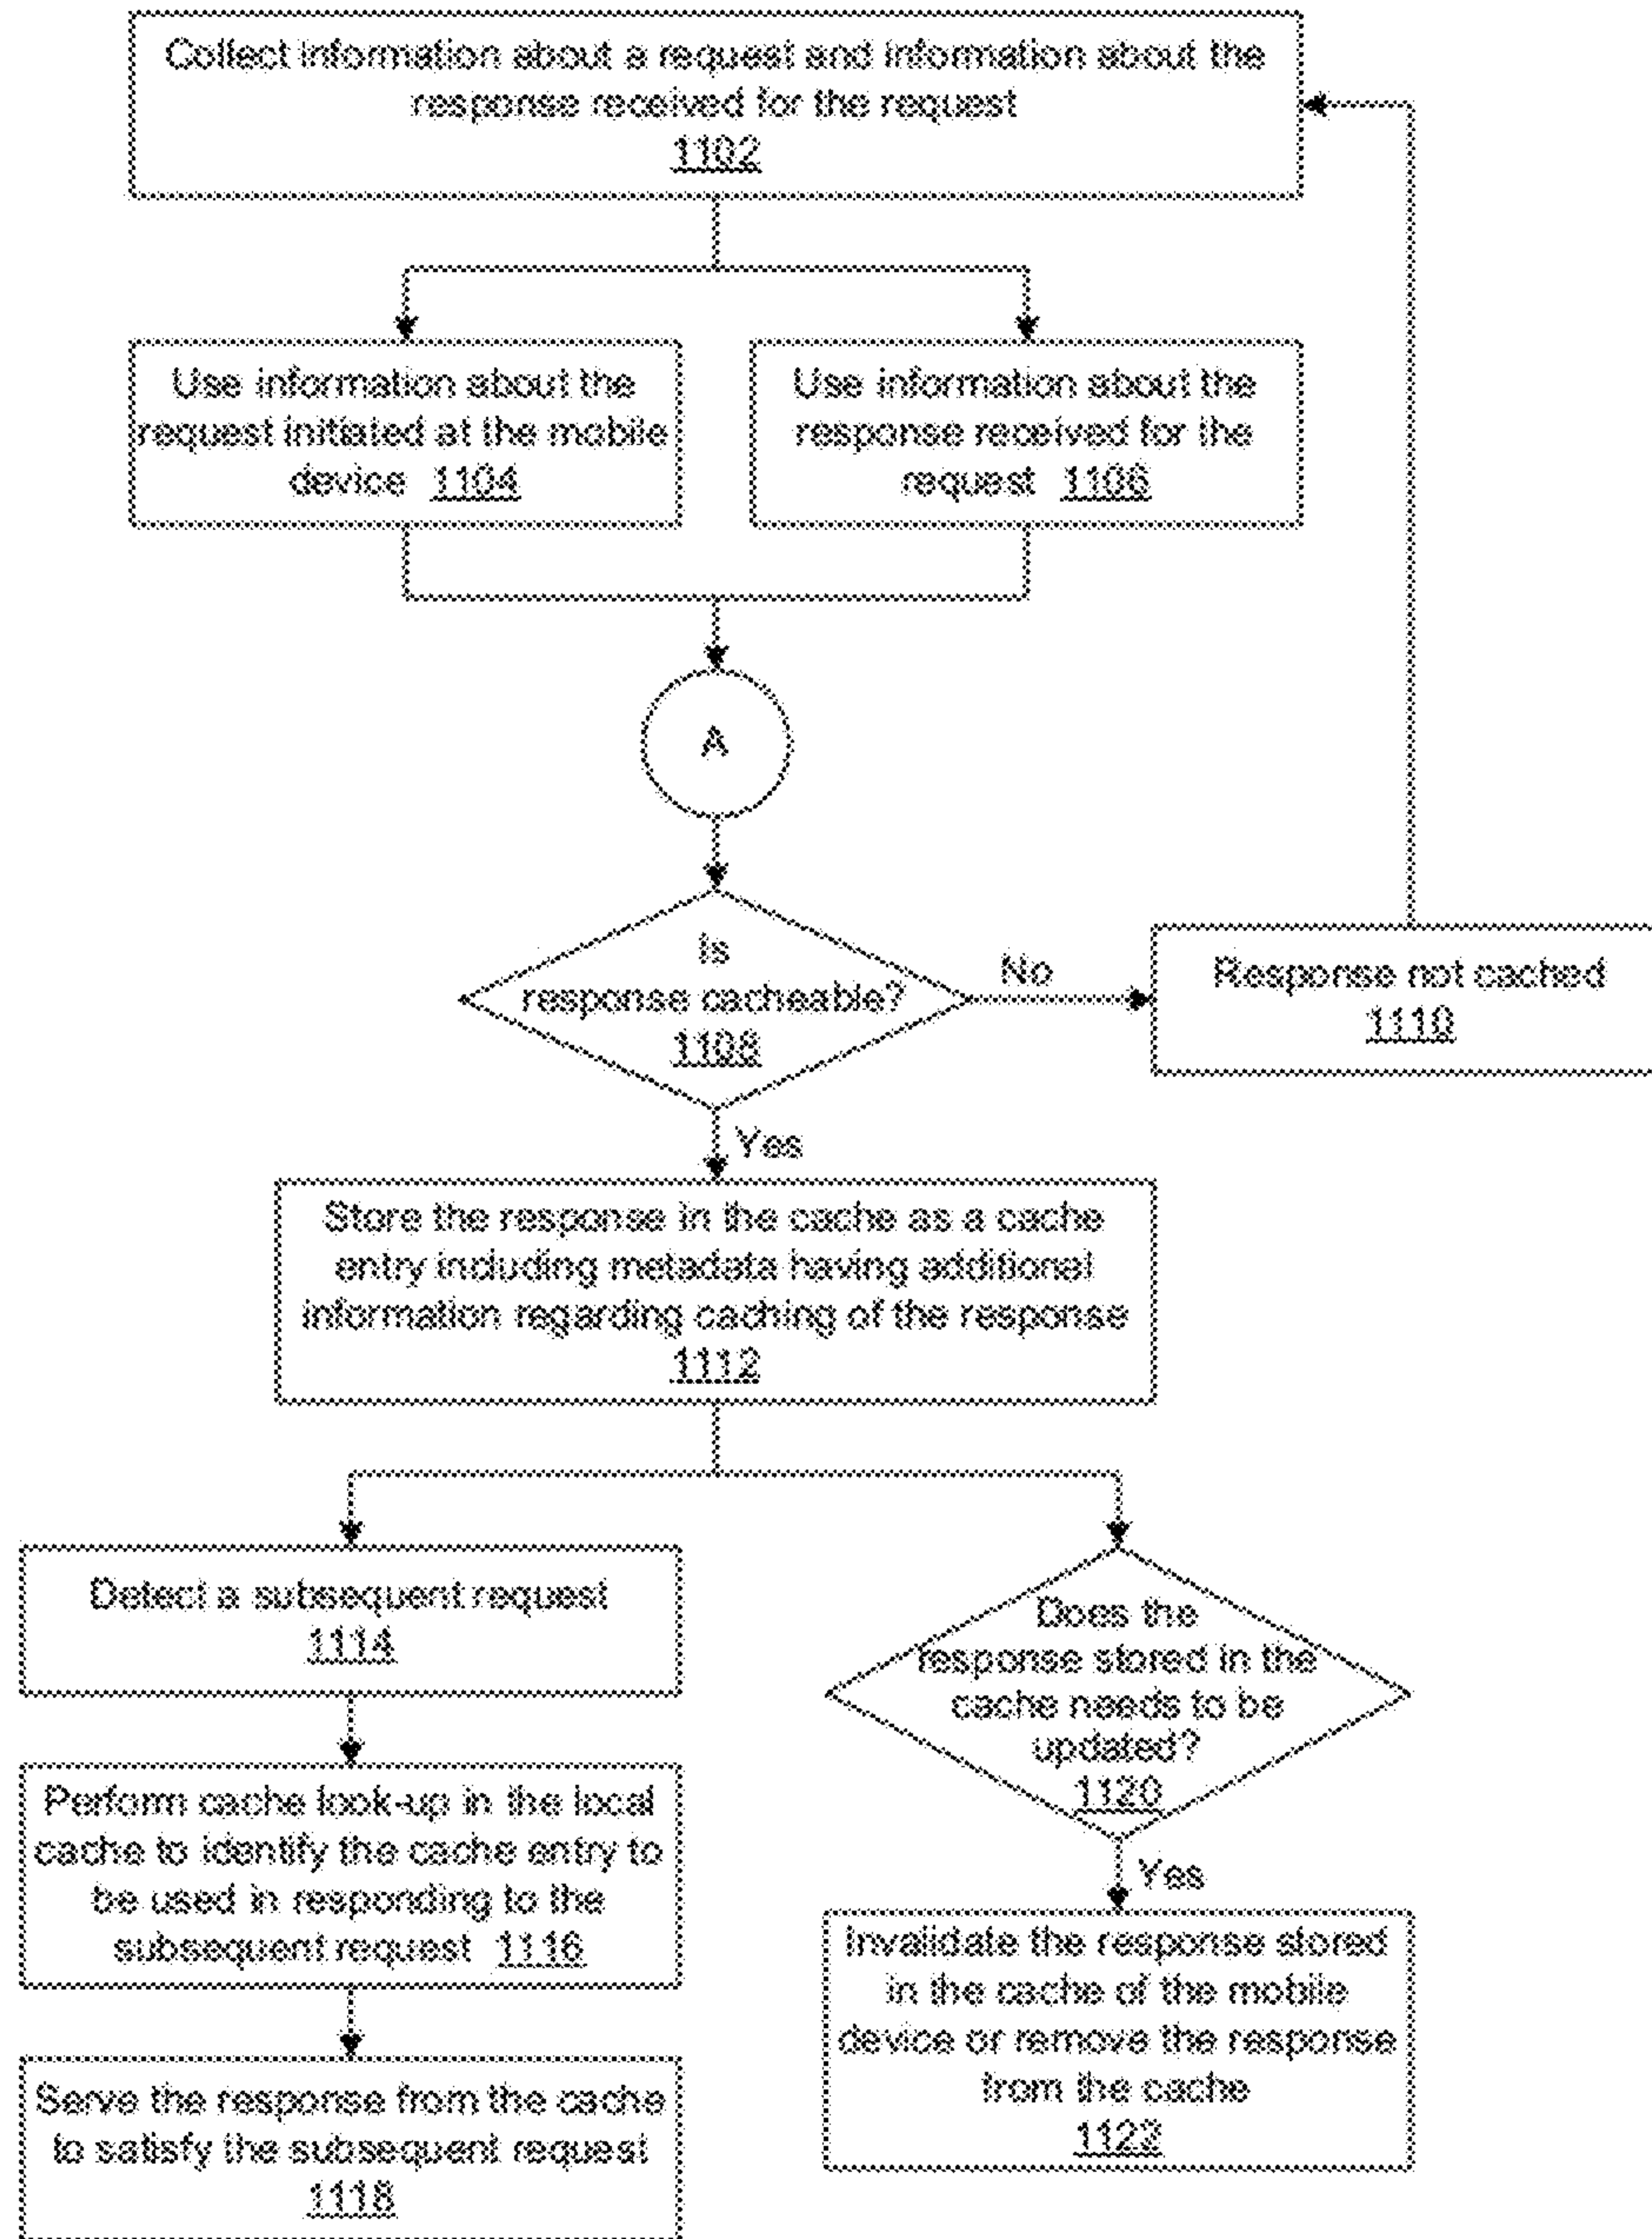 Collect information about a request and information about the
response received for the request
1102
Use information about the
request initiated at the mobile
device 1104
Use information about the
response received for the
request 1106
A
Is
response cacheable?
1108
No
Response not cached
1110
Yes
Store the response in the cache as a cache
entry including metadata having additional
information regarding caching of the response
1112
Detect a subsequent request
1114
Perform cache look-up in the local
cache to identify the cache entry to
be used in responding to the
subsequent request 1116
Serve the response from the cache
to satisfy the subsequent request
1118
Does the
response stored in the
cache needs to be
updated?
1120
Yes
Invalidate the response stored
in the cache of the mobile
device or remove the response
from the cache
1122